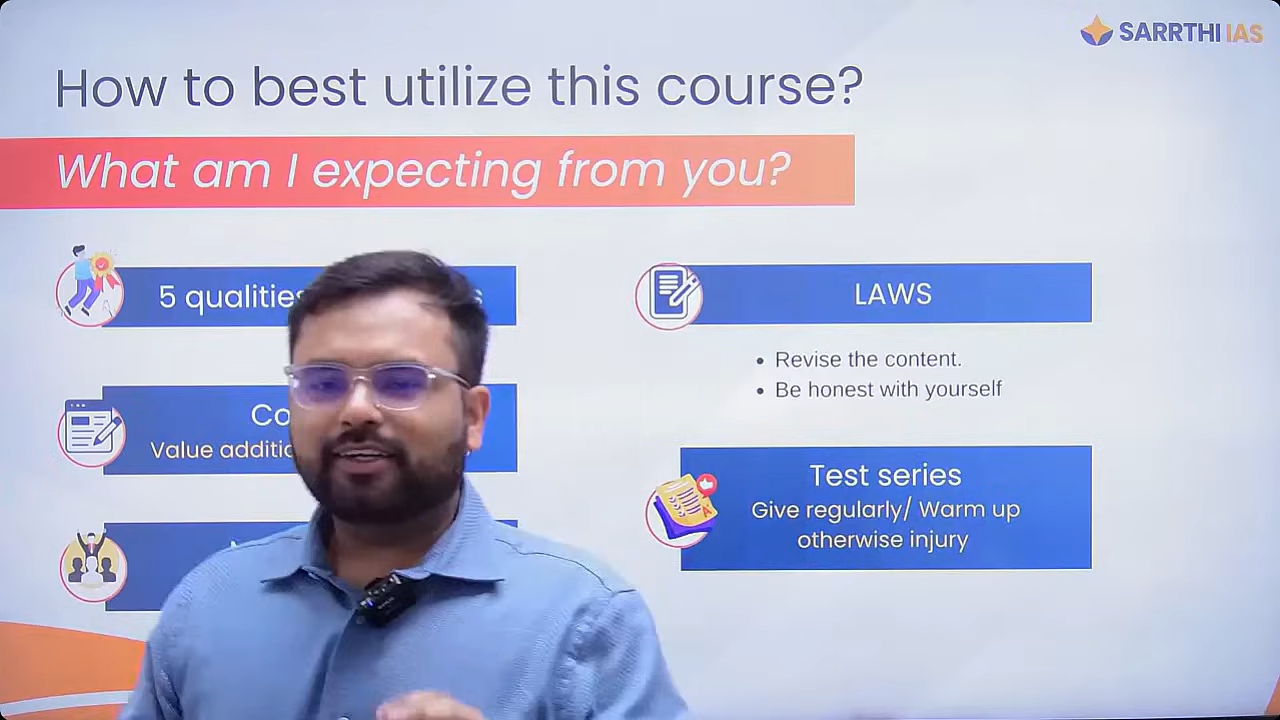 SARRTHI IAS
How to best utilize this course?
What am I expecting from you?
5 qualities
LAWS
Revise the content.
Be honest with yourself
Value
Test series
Give regularly/ Warm up
otherwise injury